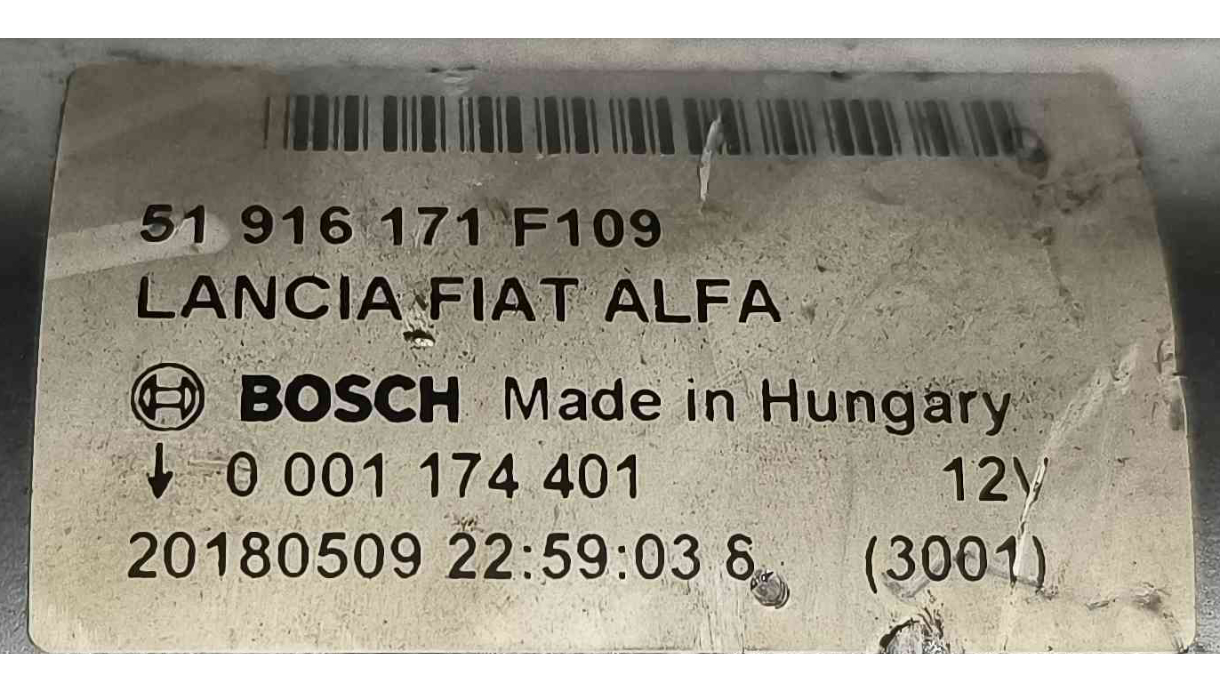 51 916 171 F109
LANCIA FIAT ALFA
BOSCH Made in Hungary
↓ 0 001 174 401 12V
20180509 22:59:03 6 (3001)